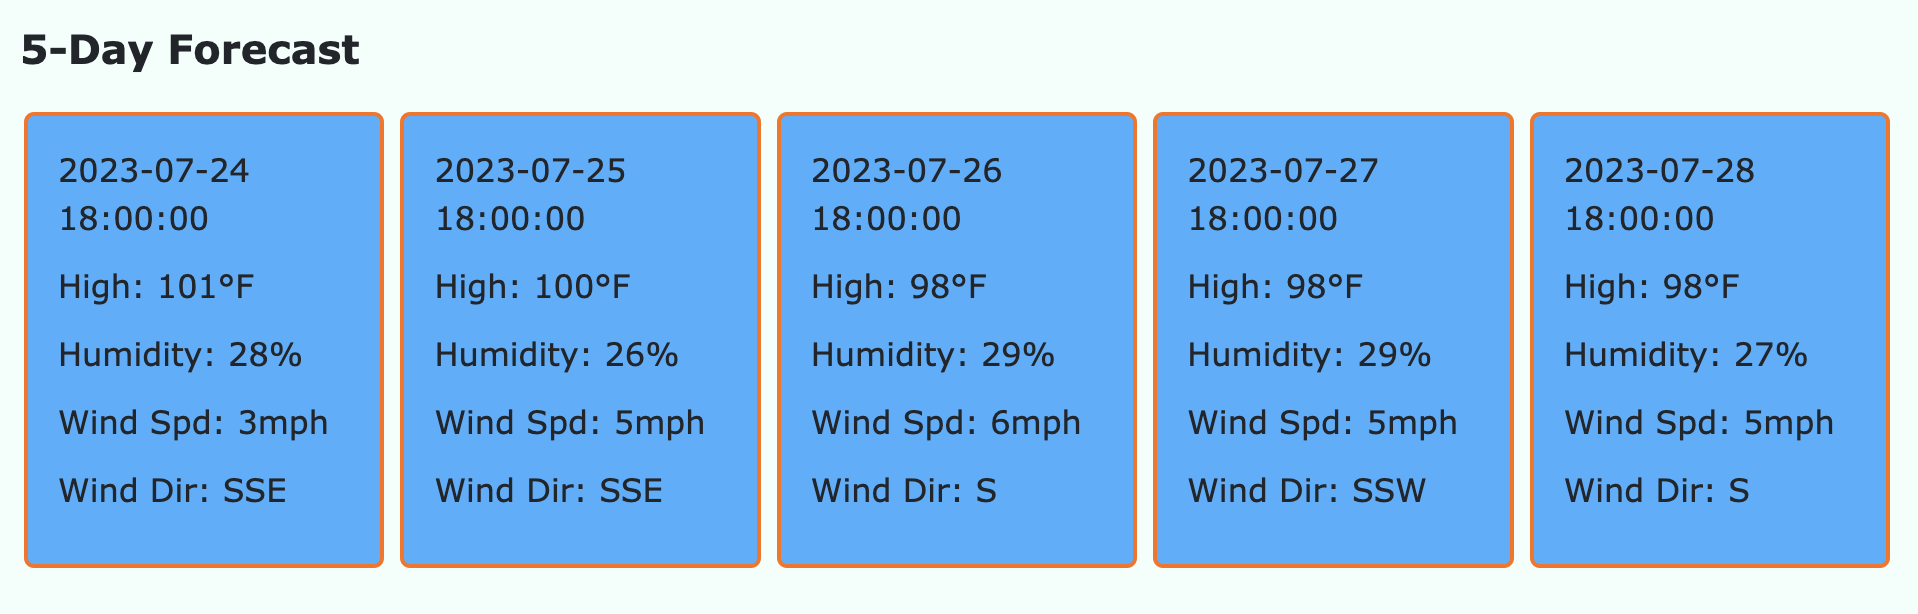 5-Day Forecast
2023-07-24
18:00:00
High: 101°F
Humidity: 28%
Wind Spd: 3mph
Wind Dir: SSE
2023-07-25
18:00:00
High: 100°F
Humidity: 26%
Wind Spd: 5mph
Wind Dir: SSE
2023-07-26
18:00:00
High: 98°F
Humidity: 29%
Wind Spd: 6mph
Wind Dir: S
2023-07-27
18:00:00
High: 98°F
Humidity: 29%
Wind Spd: 5mph
Wind Dir: SSW
2023-07-28
18:00:00
High: 98°F
Humidity: 27%
Wind Spd: 5mph
Wind Dir: S